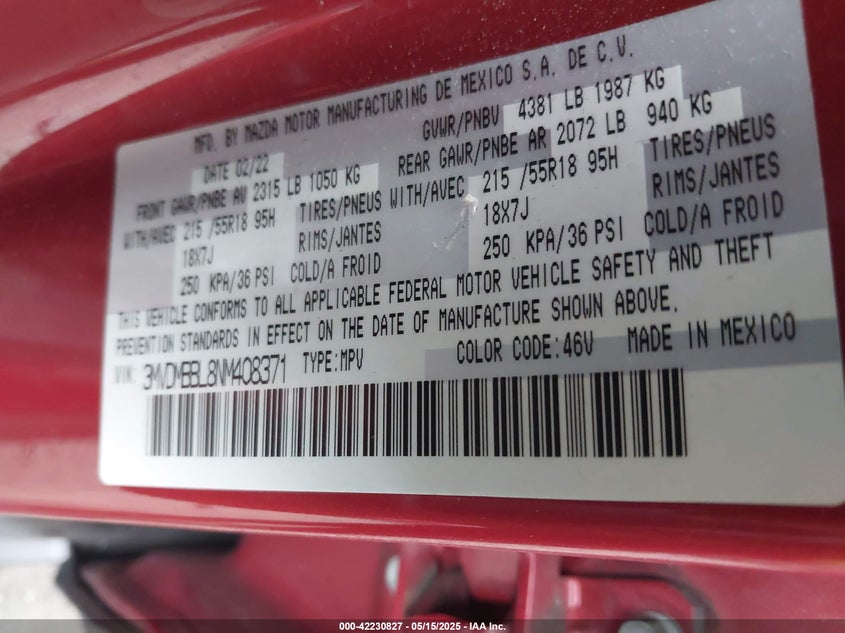 MFD. BY MAZDA MOTOR MANUFACTURING DE MEXICO S.A. DE C.V.
DATE 02/22 GVWR/PNBV 4381 LB 1987 KG
FRONT GAWR/PNBE AV 2315 LB 1050 KG REAR GAWR/PNBE AR 2072 LB 940 KG
WITH/AVEC 215 /55R18 95H TIRES/PNEUS WITH/AVEC 215 /55R18 95H TIRES/PNEUS
18X7J RIMS/JANTES 18X7J RIMS/JANTES
250 KPA/36 PSI COLD/A FROID 250 KPA/36 PSI COLD/A FROID
THIS VEHICLE CONFORMS TO ALL APPLICABLE FEDERAL MOTOR VEHICLE SAFETY AND THEFT
PREVENTION STANDARDS IN EFFECT ON THE DATE OF MANUFACTURE SHOWN ABOVE.
VIN: 3MVDMBBL8NM408371 TYPE:MPV COLOR CODE:46V MADE IN MEXICO
000-42230827 - 05/15/2025 - IAA Inc.